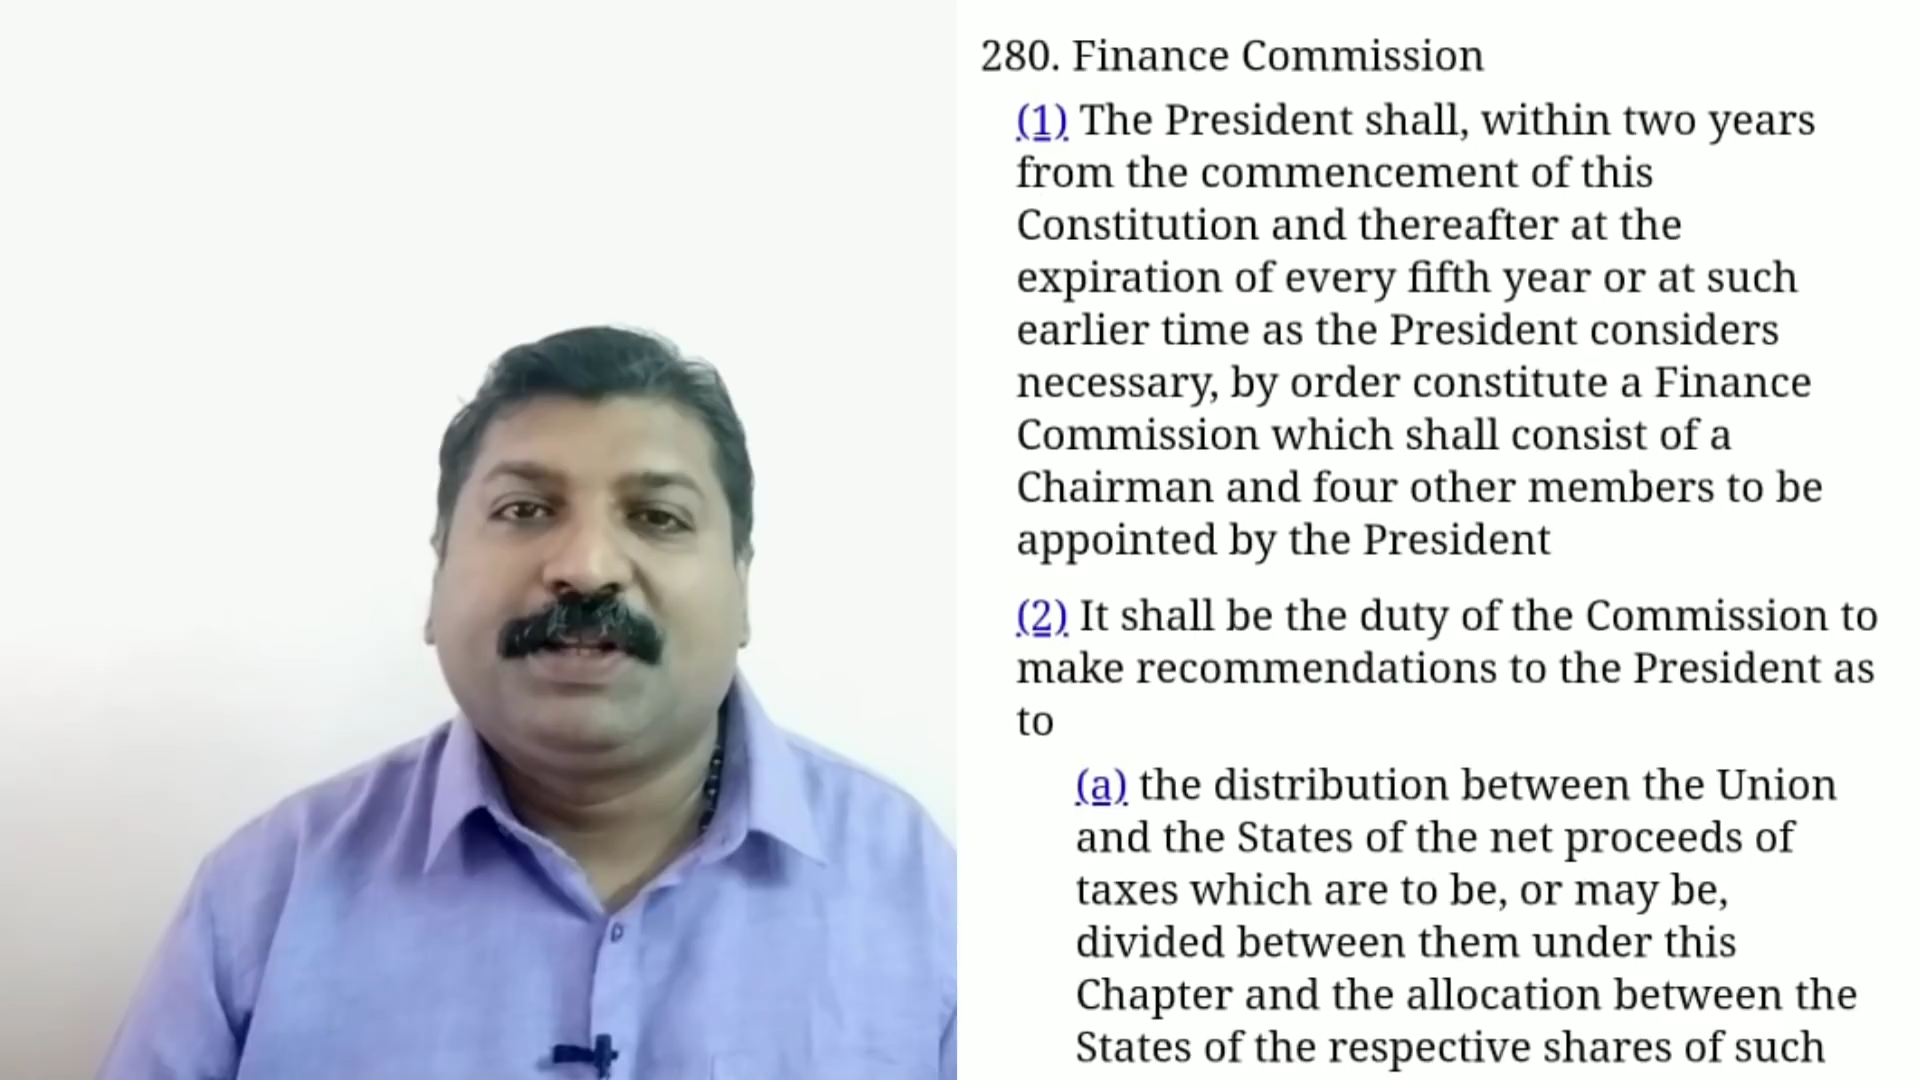 280. Finance Commission
(1) The President shall, within two years
from the commencement of this
Constitution and thereafter at the
expiration of every fifth year or at such
earlier time as the President considers
necessary, by order constitute a Finance
Commission which shall consist of a
Chairman and four other members to be
appointed by the President
(2) It shall be the duty of the Commission to
make recommendations to the President as
to
(a) the distribution between the Union
and the States of the net proceeds of
taxes which are to be, or may be,
divided between them under this
Chapter and the allocation between the
States of the respective shares of such